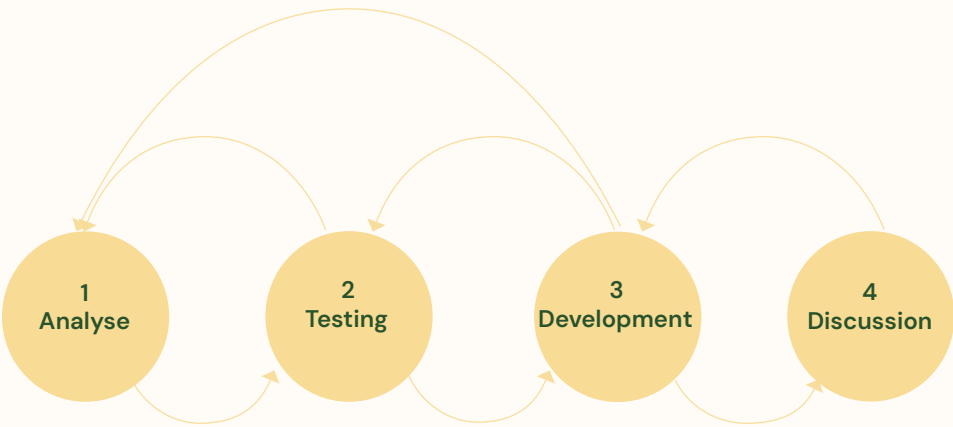 1
Analyse
2
Testing
3
Development
4
Discussion